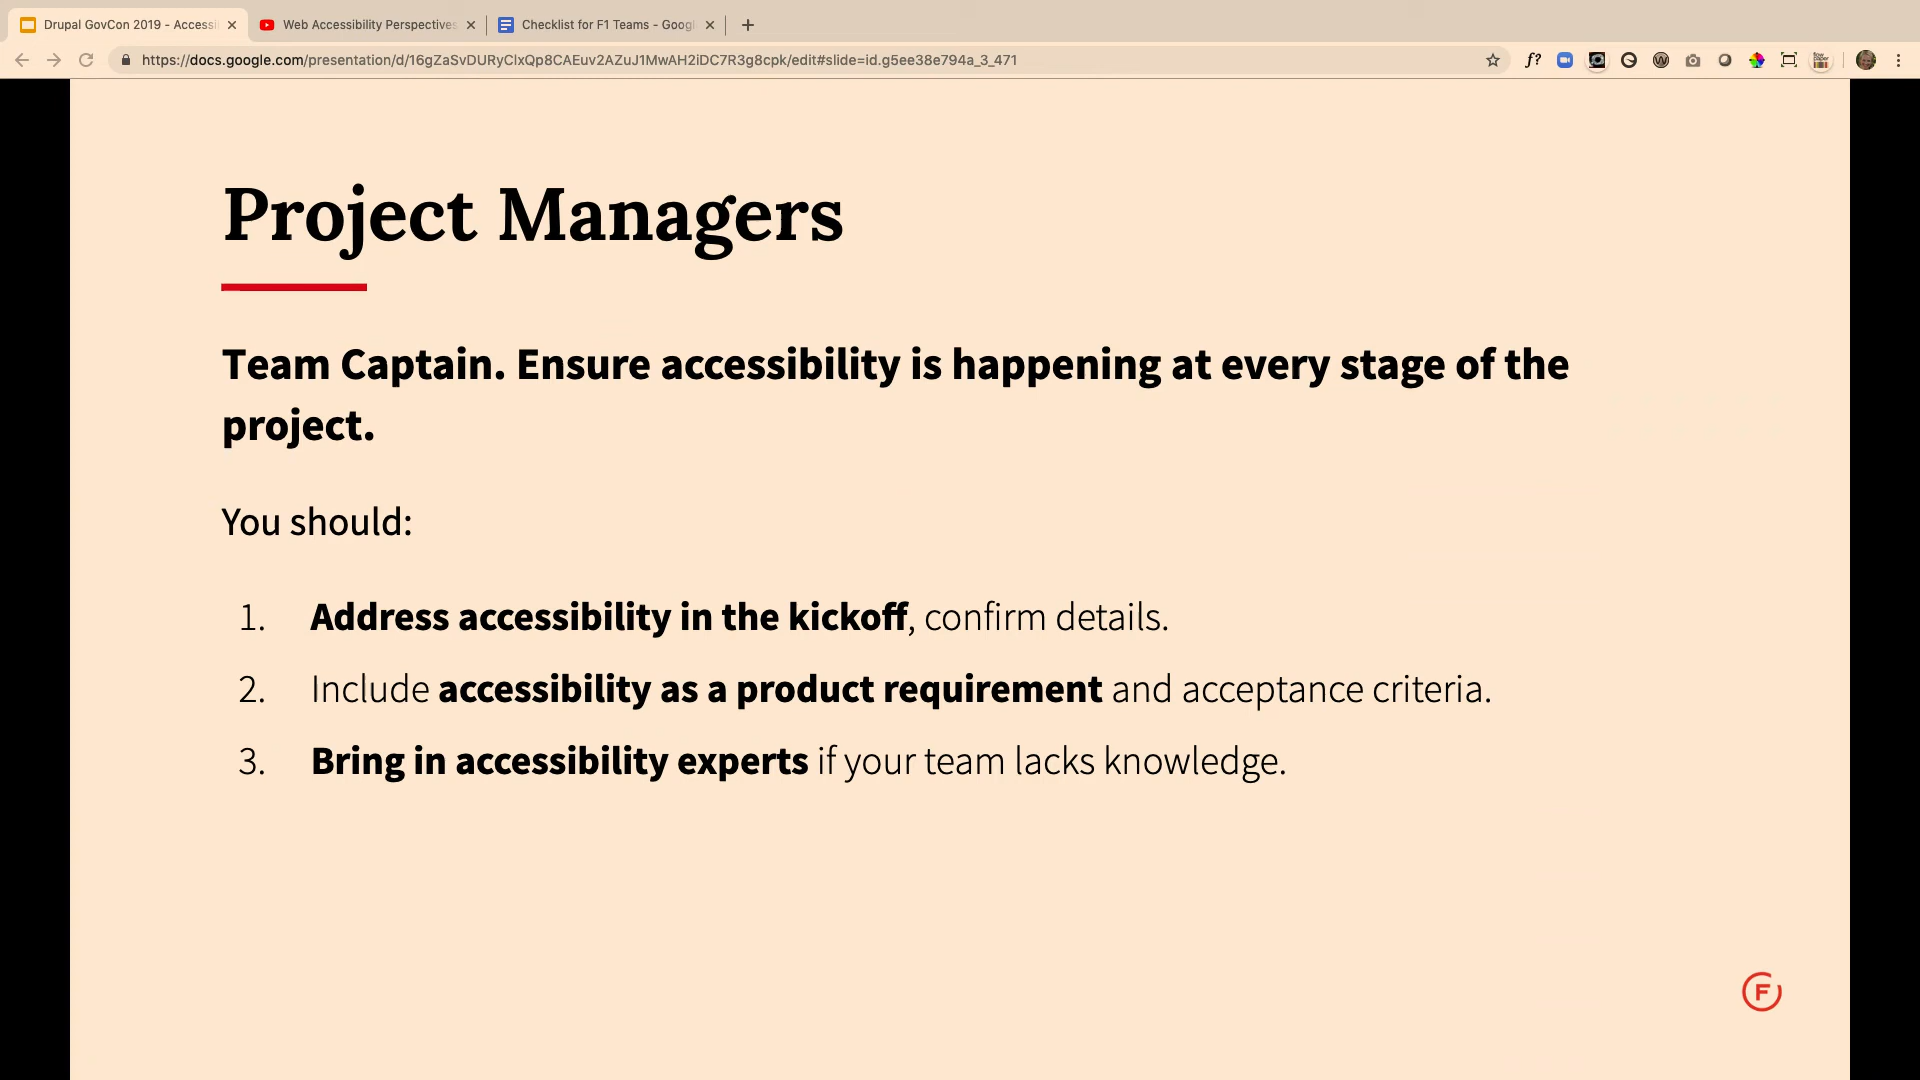 Drupal GovCon 2019 - Accessi
Web Accessibility Perspectives
Checklist for F1 Teams - Googl
https://docs.google.com/presentation/d/16gZaSvDURyClxQp8CAEuv2AZuJ1MwAH2iDC7R3g8cpk/edit#slide=id.g5ee38e794a_3_471
f?
Project Managers
Team Captain. Ensure accessibility is happening at every stage of the
project.
You should:
1. Address accessibility in the kickoff, confirm details.
2. Include accessibility as a product requirement and acceptance criteria.
3. Bring in accessibility experts if your team lacks knowledge.
F